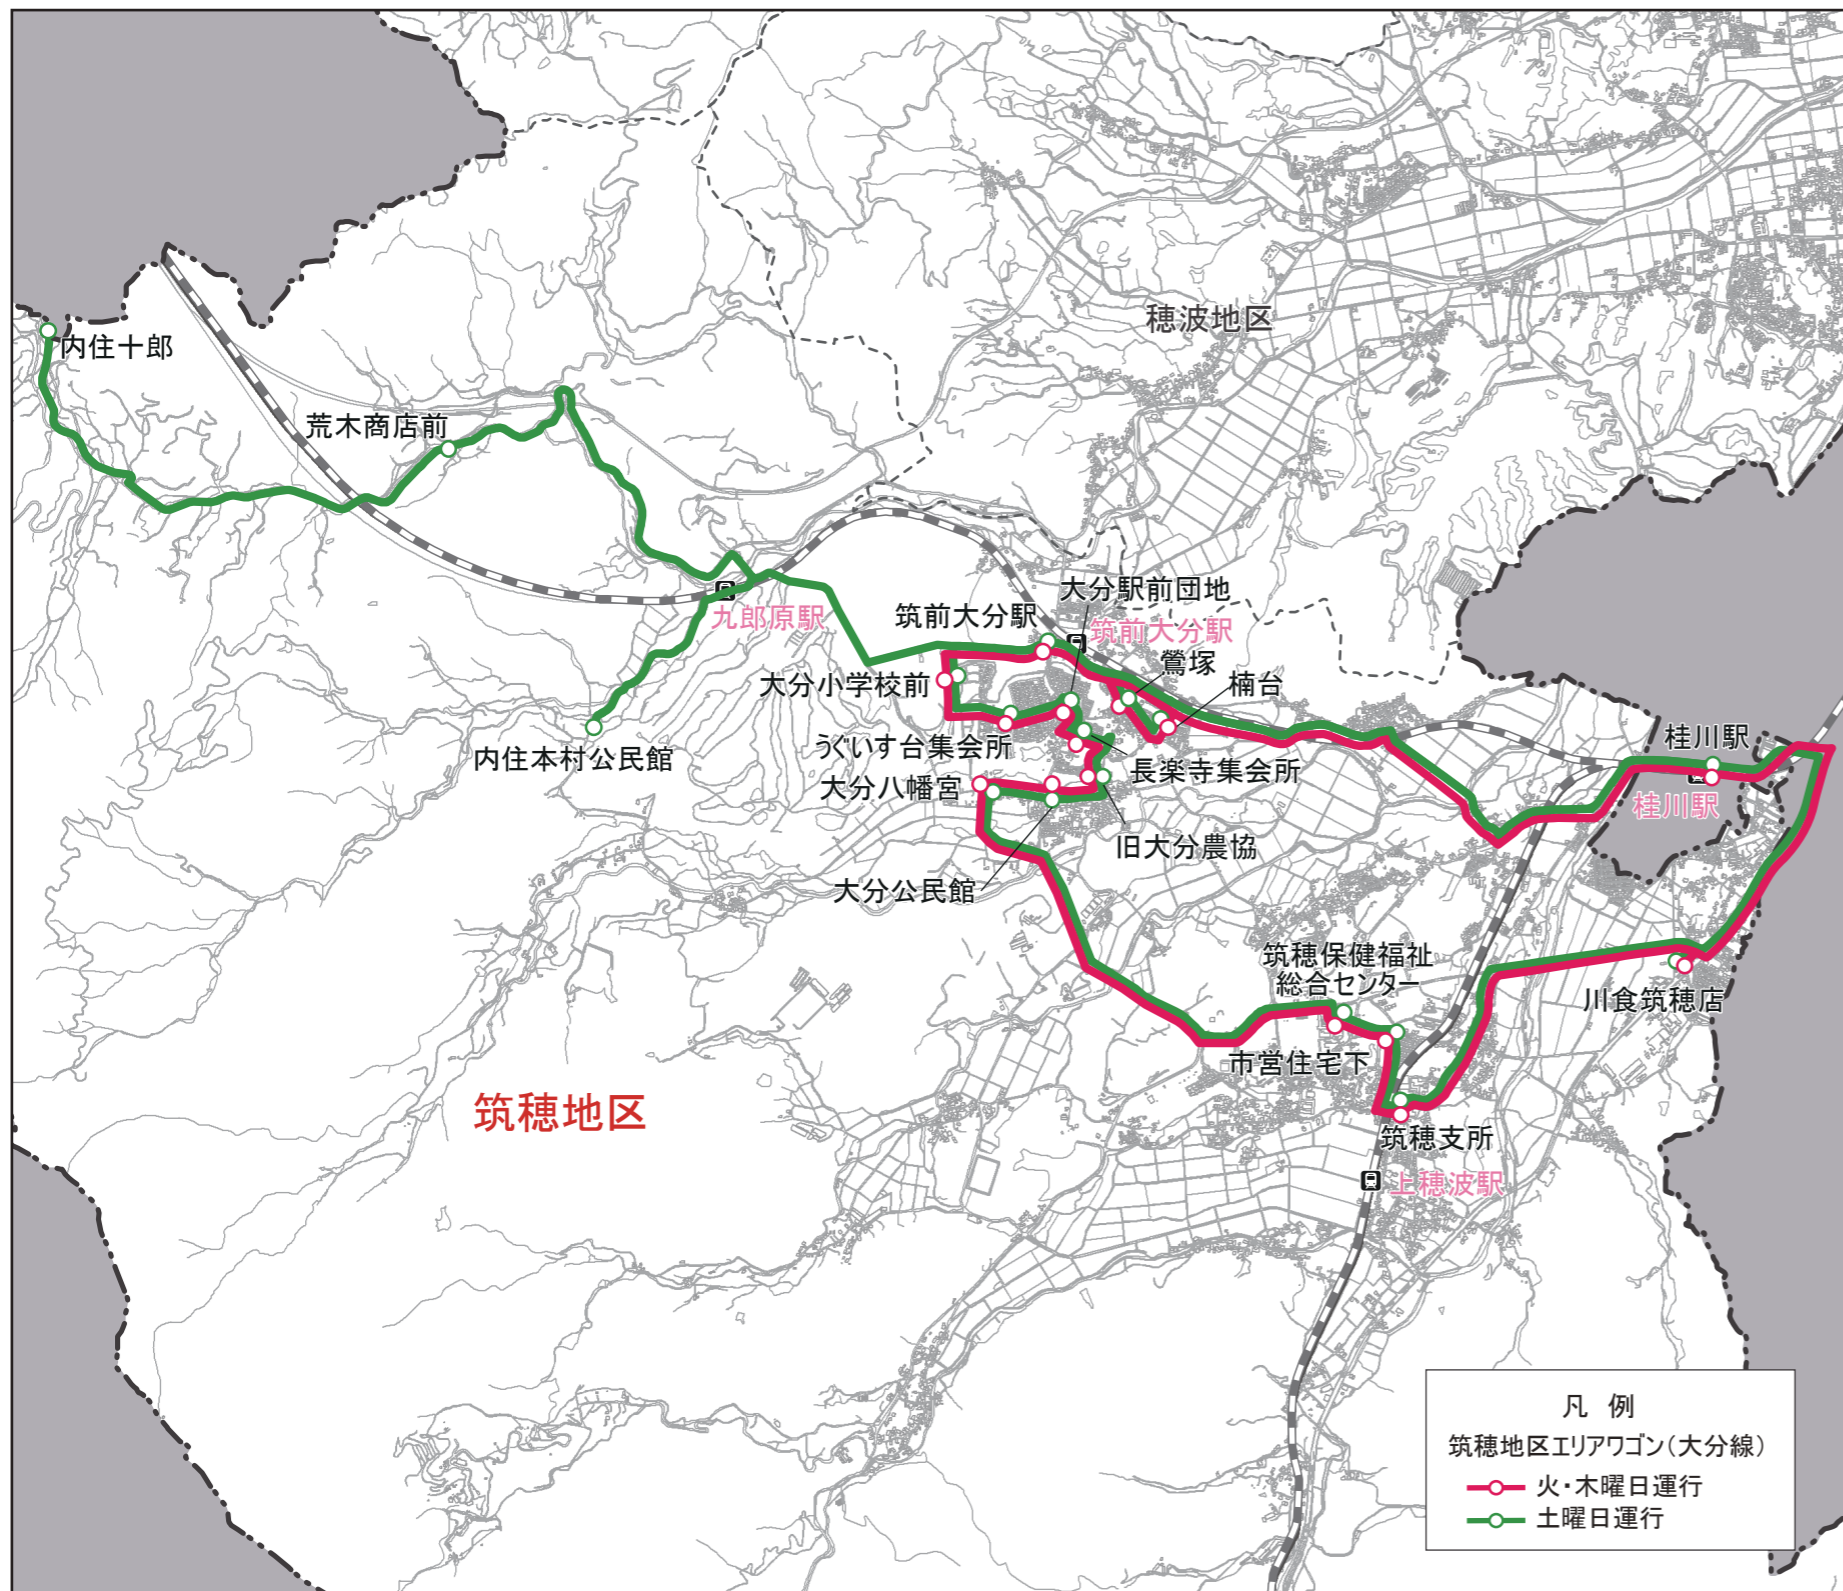 穂波地区
内住十郎
荒木商店前
大分駅前団地
筑前大分駅
九郎原駅
筑前大分駅
鶯塚
大分小学校前
楠台
うぐいす台集会所
長楽寺集会所
桂川駅
内住本村公民館
大分八幡宮
桂川駅
旧大分農協
大分公民館
筑穂保健福祉
総合センター
川食筑穂店
市営住宅下
筑穂地区
筑穂支所
上穂波駅
凡 例
筑穂地区エリアワゴン（大分線）
火・木曜日運行
土曜日運行